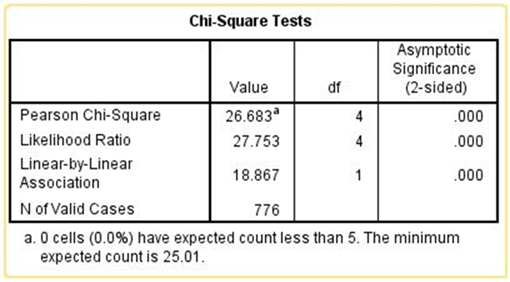 Chi-Square Tests
Value df Asymptotic Significance (2-sided)
Pearson Chi-Square 26.683a 4 .000
Likelihood Ratio 27.753 4 .000
Linear-by-Linear Association 18.867 1 .000
N of Valid Cases 776
a. 0 cells (0.0%) have expected count less than 5. The minimum
expected count is 25.01.